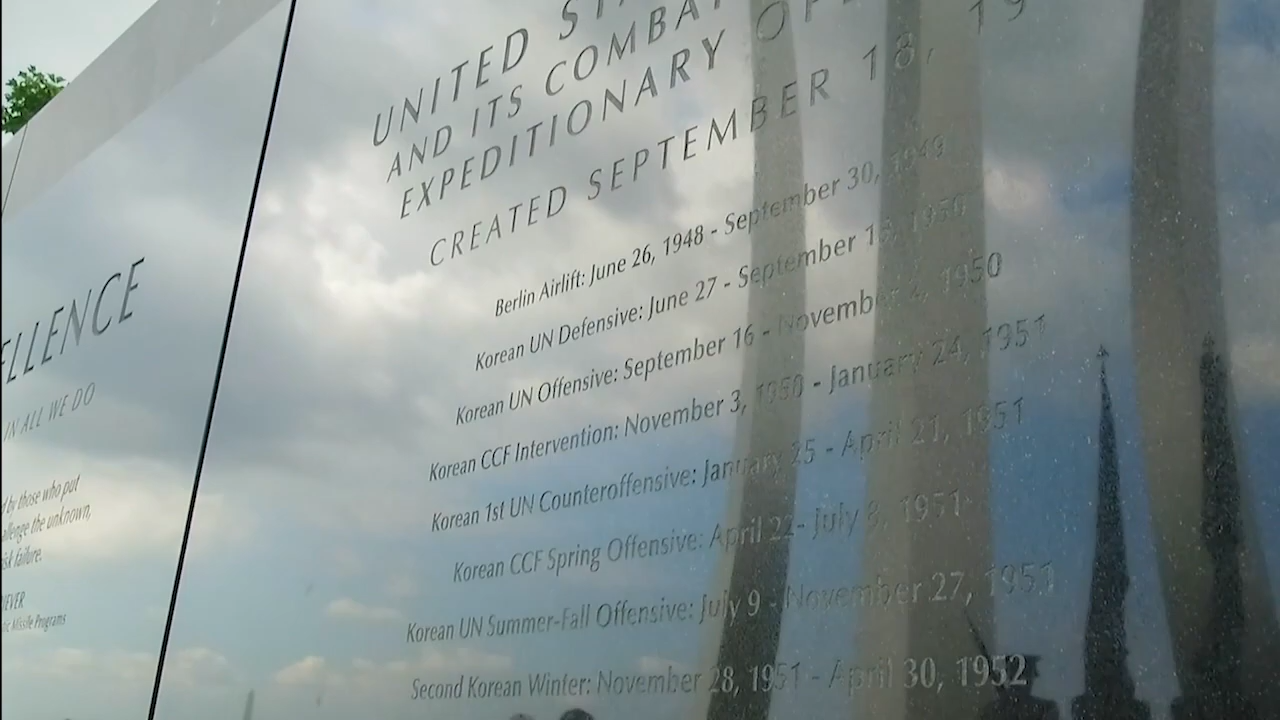 ELLENCE
IN ALL WE DO
d by those who put
allenge the unknown,
isk failure.
IEVER
ic Missile Programs
UNITED
AND ITS COMBAT
EXPEDITIONARY
CREATED SEPTEMBER 18, 19
Berlin Airlift: June 26, 1948 - September 30, 1949
Korean UN Defensive: June 27 - September 15, 1950
Korean UN Offensive: September 16 - November 2, 1950
Korean CCF Intervention: November 3, 1950 - January 24, 1951
Korean 1st UN Counteroffensive: January 25 - April 21, 1951
Korean CCF Spring Offensive: April 22- July 8, 1951
Korean UN Summer-Fall Offensive: July 9 - November 27, 1951
Second Korean Winter: November 28, 1951 - April 30, 1952